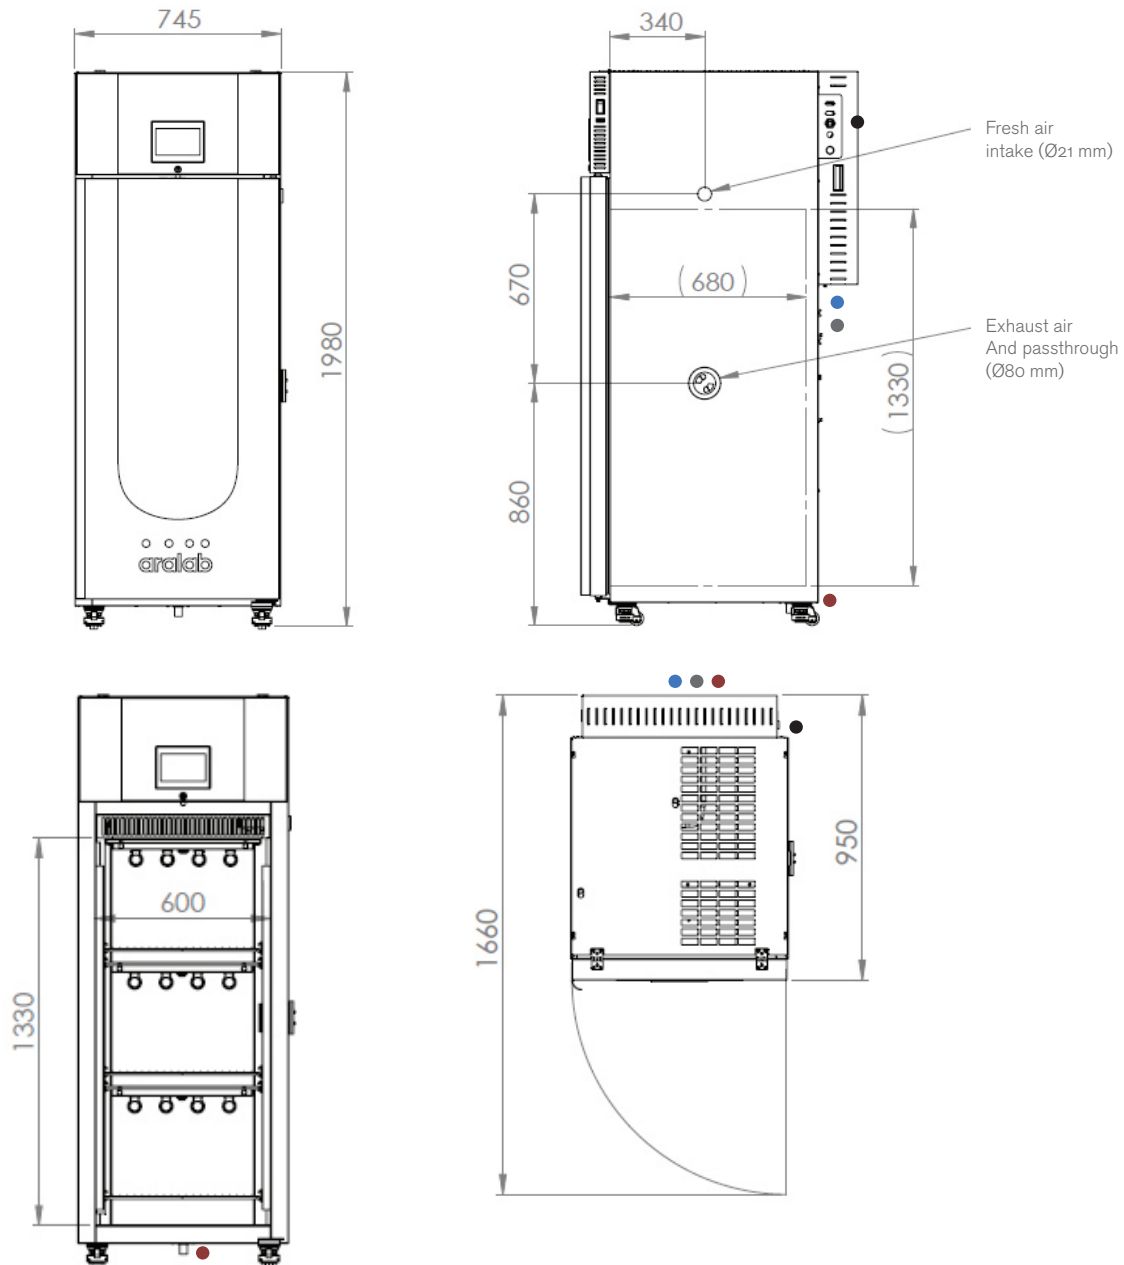 745
340
Fresh air
intake (Ø21 mm)
670
(680)
1980
Exhaust air
And passthrough
(Ø80 mm)
(1330)
860
aralab
600
1330
950
1660